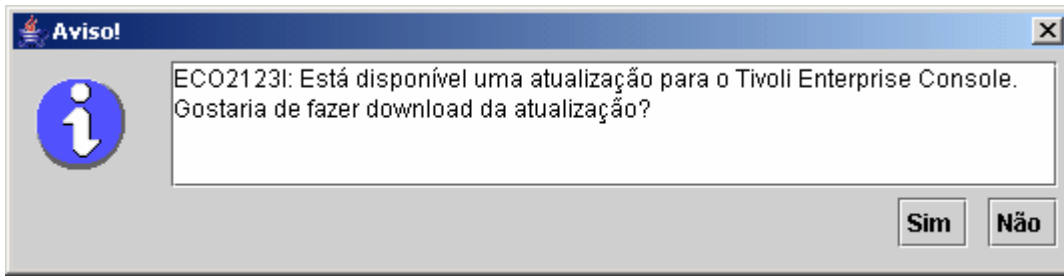 Aviso!
ECO2123I: Está disponível uma atualização para o Tivoli Enterprise Console.
Gostaria de fazer download da atualização?
Sim Não